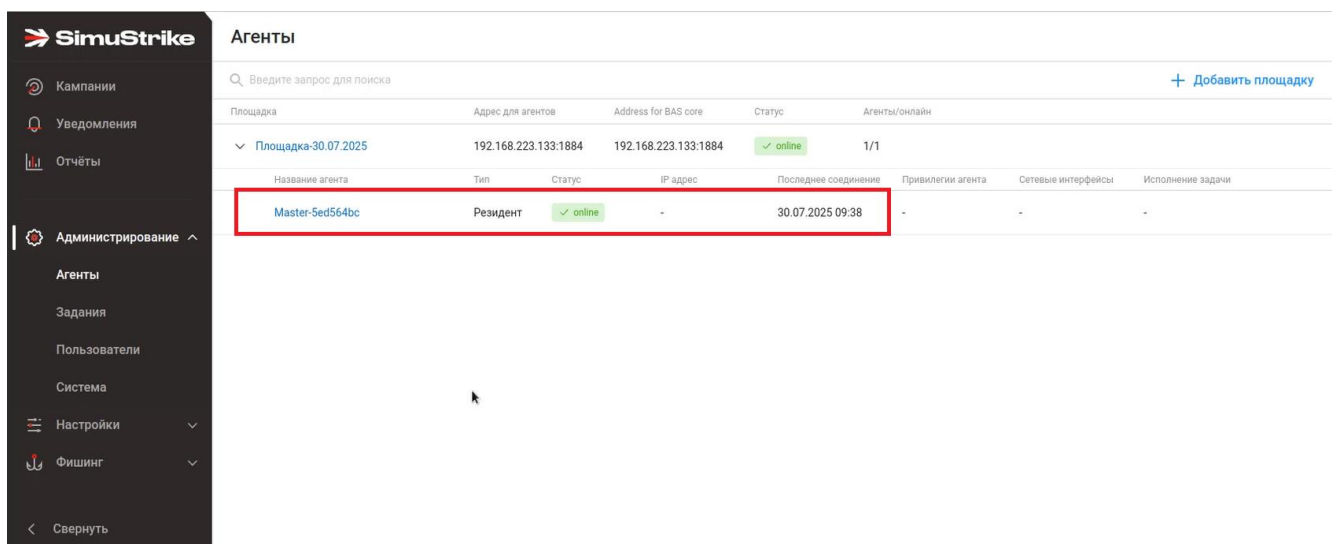 SimuStrike
Агенты
Кампании
Введите запрос для поиска
Добавить площадку
Уведомления
Площадка Адрес для агентов Address for BAS core Статус Агенты/онлайн
Площадка-30.07.2025 192.168.223.133:1884 192.168.223.133:1884 online 1/1
Отчёты
Название агента Тип Статус IP адрес Последнее соединение Привилегии агента Сетевые интерфейсы Исполнение задачи
Master-5ed564bc Резидент online - 30.07.2025 09:38 - - -
Администрирование
Агенты
Задания
Пользователи
Система
Настройки
Фишинг
Свернуть